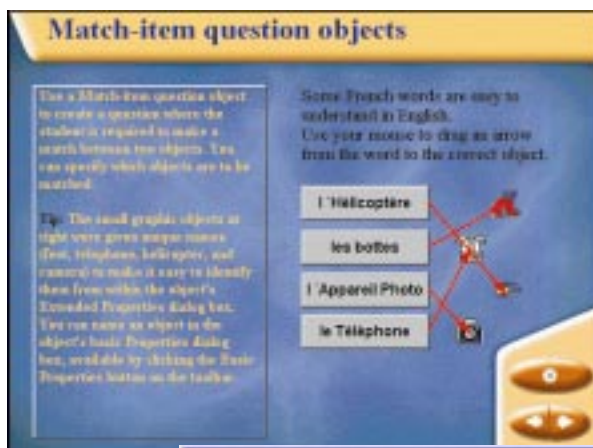 Match-item question objects
Use a Match-item question object
to create a question where the
student is required to make a
match between two objects. You
can specify which objects are to be
matched.
Tip: The small graphic objects at
right were given unique names
(feet, telephone, helicopter, and
camera) to make it easy to identify
them from within the object's
Extended Properties dialog box.
You can name an object in the
object's basic Properties dialog
box, available by clicking the Basic
Properties button on the toolbar.
Some French words are easy to
understand in English.
Use your mouse to drag an arrow
from the word to the correct object.
l 'Hélicoptère
les bottes
l 'Appareil Photo
le Téléphone